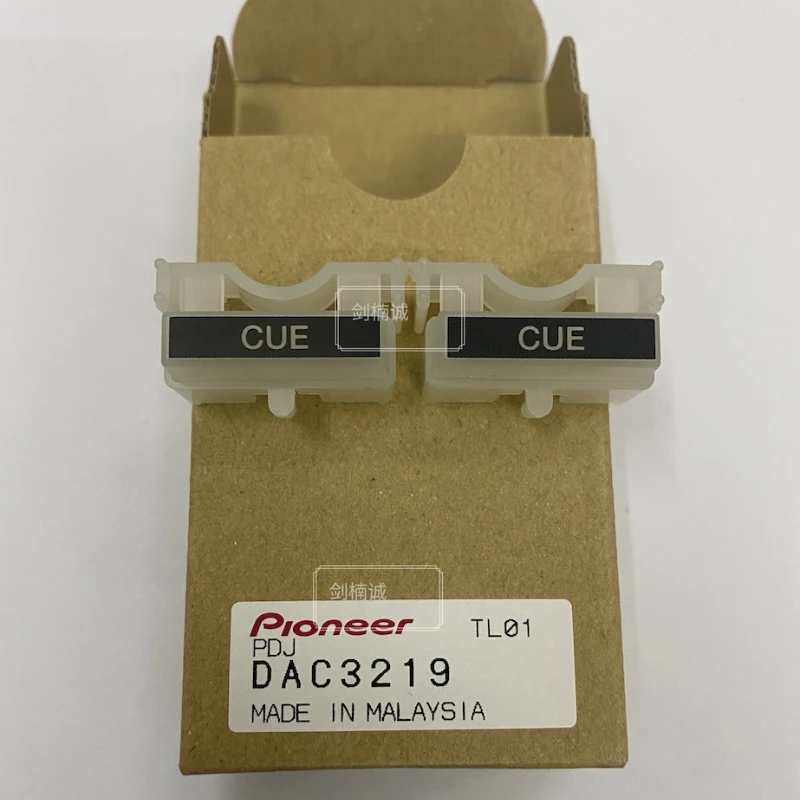 CUE CUE
剑楠诚
剑楠诚
Pioneer TL01
PDJ
DAC3219
MADE IN MALAYSIA